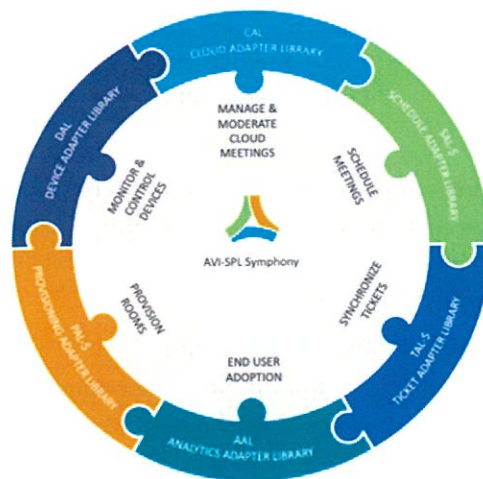 CAL
CLOUD ADAPTER LIBRARY
MANAGE &
MODERATE
CLOUD
MEETINGS
SAL-S
SCHEDULE ADAPTER LIBRARY
SCHEDULE
MEETINGS
TAL-S
TICKET ADAPTER LIBRARY
SYNCHRONIZE
TICKETS
AAL
ANALYTICS ADAPTER LIBRARY
END USER
ADOPTION
PAL-S
PROVISIONING ADAPTER LIBRARY
PROVISION
ROOMS
DAL
DEVICE ADAPTER LIBRARY
MONITOR &
CONTROL
DEVICES
AVI-SPL Symphony